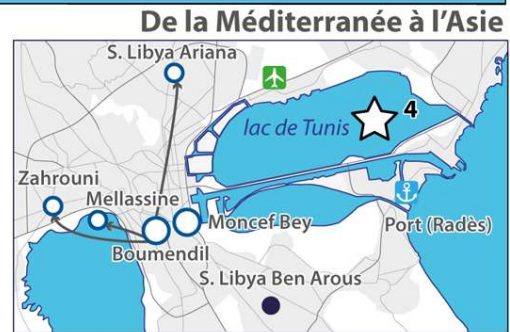 De la Méditerranée à l'Asie
S. Libya Ariana
lac de Tunis
4
Zahrouni
Mellassine
Moncef Bey
Port (Radès)
Boumendil
S. Libya Ben Arous